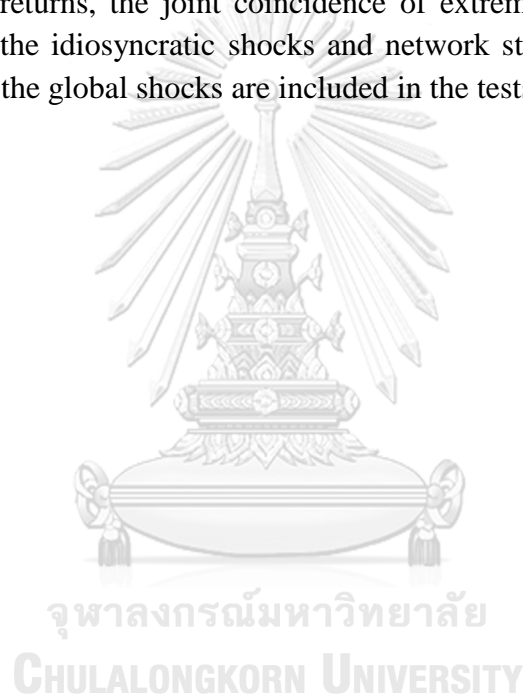 returns, the joint coincidence of extrem
the idiosyncratic shocks and network st
the global shocks are included in the tests
จุฬาลงกรณ์มหาวิทยาลัย
CHULALONGKORN UNIVERSITY